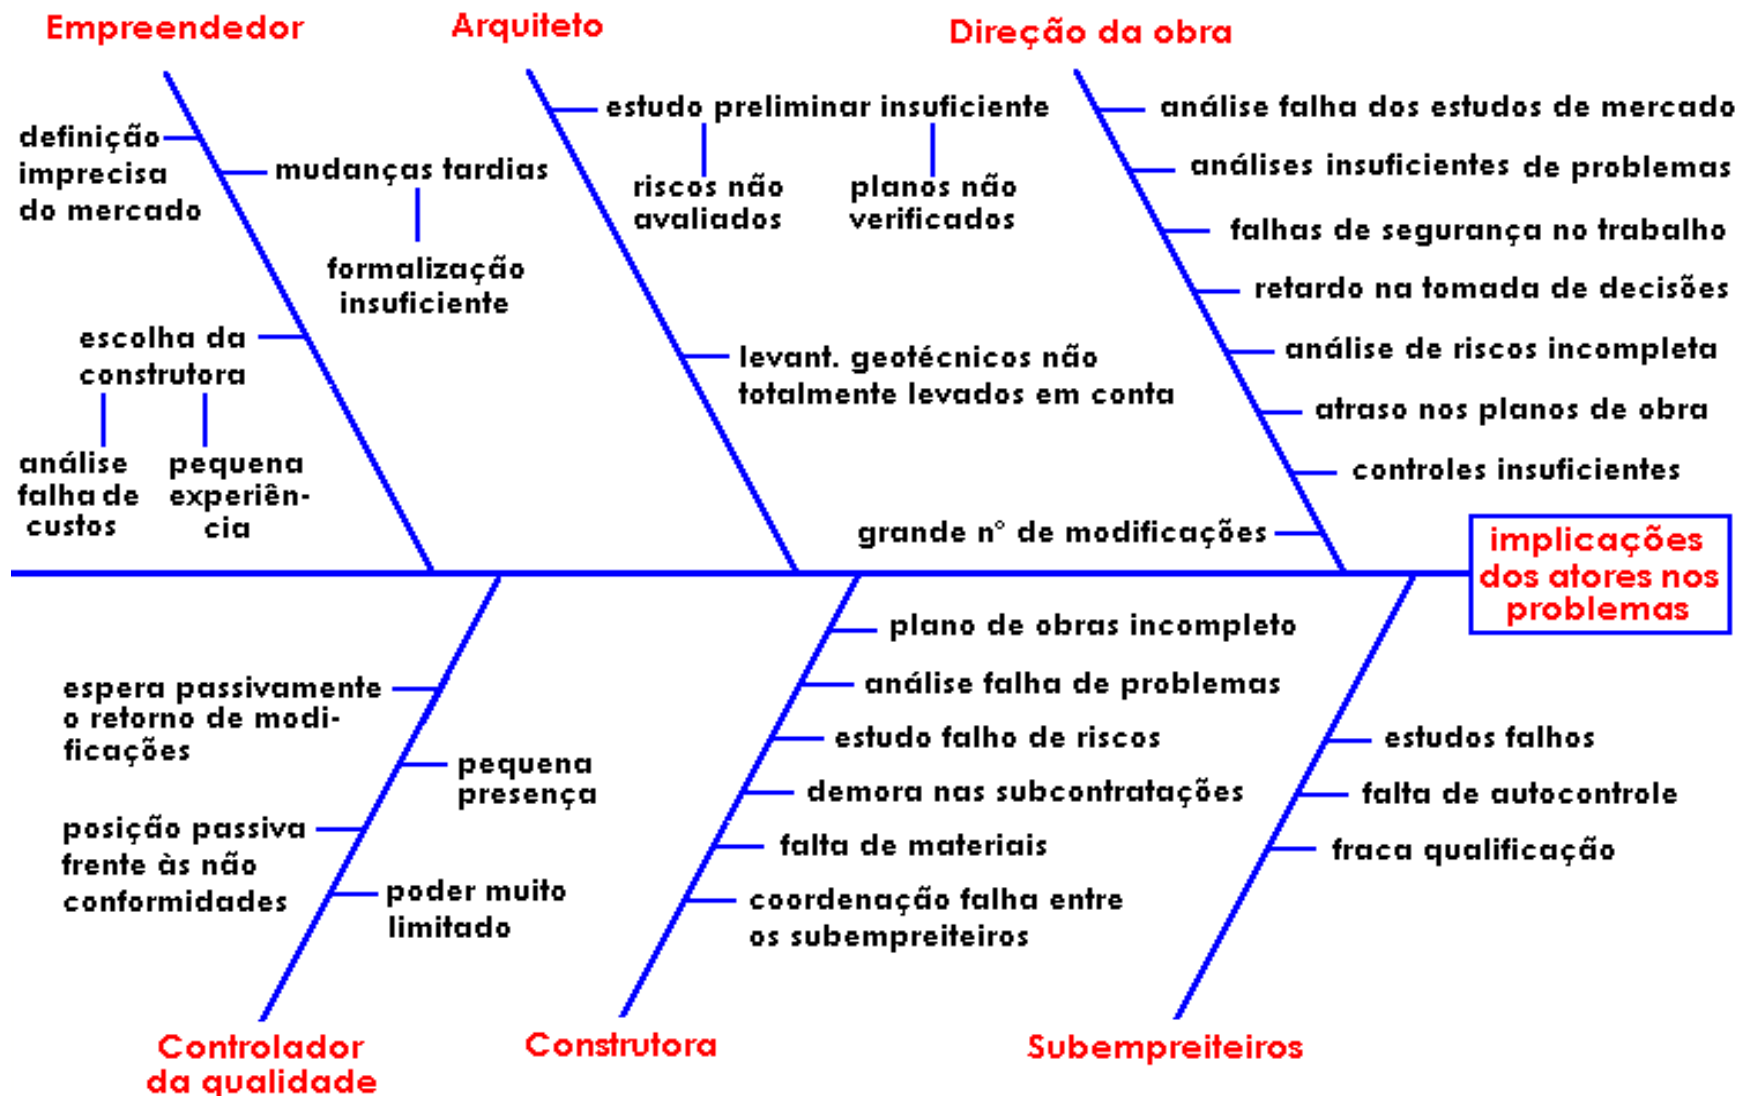 Empreendedor
definição
imprecisa
do mercado
mudanças tardias
formalização
insuficiente
escolha da
construtora
análise
falha de
custos
pequena
experiên-
cia
Arquiteto
estudo preliminar insuficiente
riscos não
avaliados
planos não
verificados
levant. geotécnicos não
totalmente levados em conta
Direção da obra
análise falha dos estudos de mercado
análises insuficientes de problemas
falhas de segurança no trabalho
retardo na tomada de decisões
análise de riscos incompleta
atraso nos planos de obra
controles insuficientes
grande n° de modificações
implicações
dos atores nos
problemas
espera passivamente
o retorno de modi-
ficações
pequena
presença
posição passiva
frente às não
conformidades
poder muito
limitado
Controlador
da qualidade
plano de obras incompleto
análise falha de problemas
estudo falho de riscos
demora nas subcontratações
falta de materiais
coordenação falha entre
os subempreiteiros
Construtora
estudos falhos
falta de autocontrole
fraca qualificação
Subempreiteiros